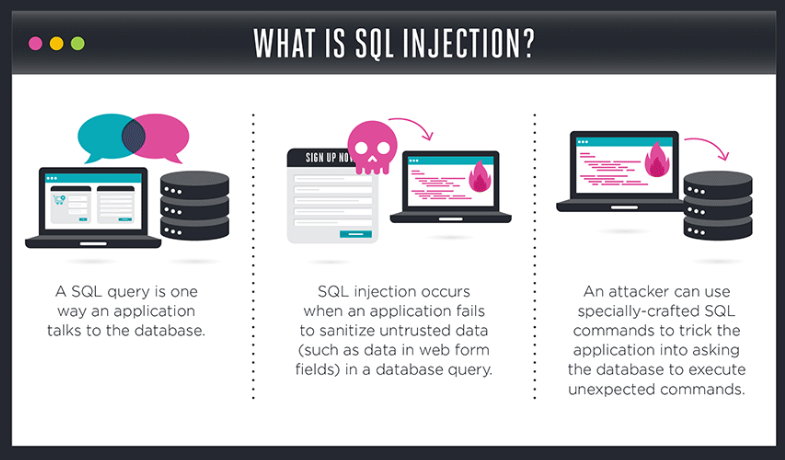 WHAT IS SQL INJECTION?
SIGN UP NOW
A SQL query is one
way an application
talks to the database.
SQL injection occurs
when an application fails
to sanitize untrusted data
(such as data in web form
fields) in a database query.
An attacker can use
specially-crafted SQL
commands to trick the
application into asking
the database to execute
unexpected commands.